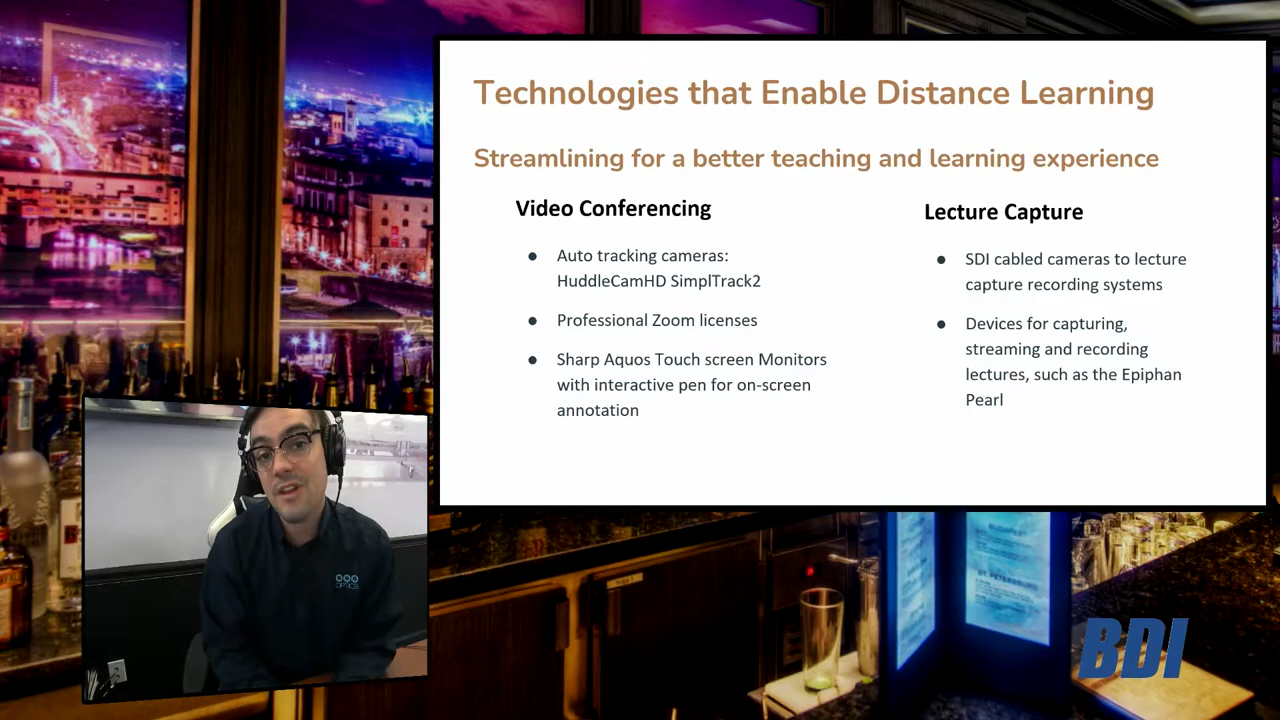 Technologies that Enable Distance Learning
Streamlining for a better teaching and learning experience
Video Conferencing
● Auto tracking cameras:
HuddleCamHD SimplTrack2
● Professional Zoom licenses
● Sharp Aquos Touch screen Monitors
with interactive pen for on-screen
annotation
Lecture Capture
● SDI cabled cameras to lecture
capture recording systems
● Devices for capturing,
streaming and recording
lectures, such as the Epiphan
Pearl
OPTICS
ST. PETERSBURG
BDI